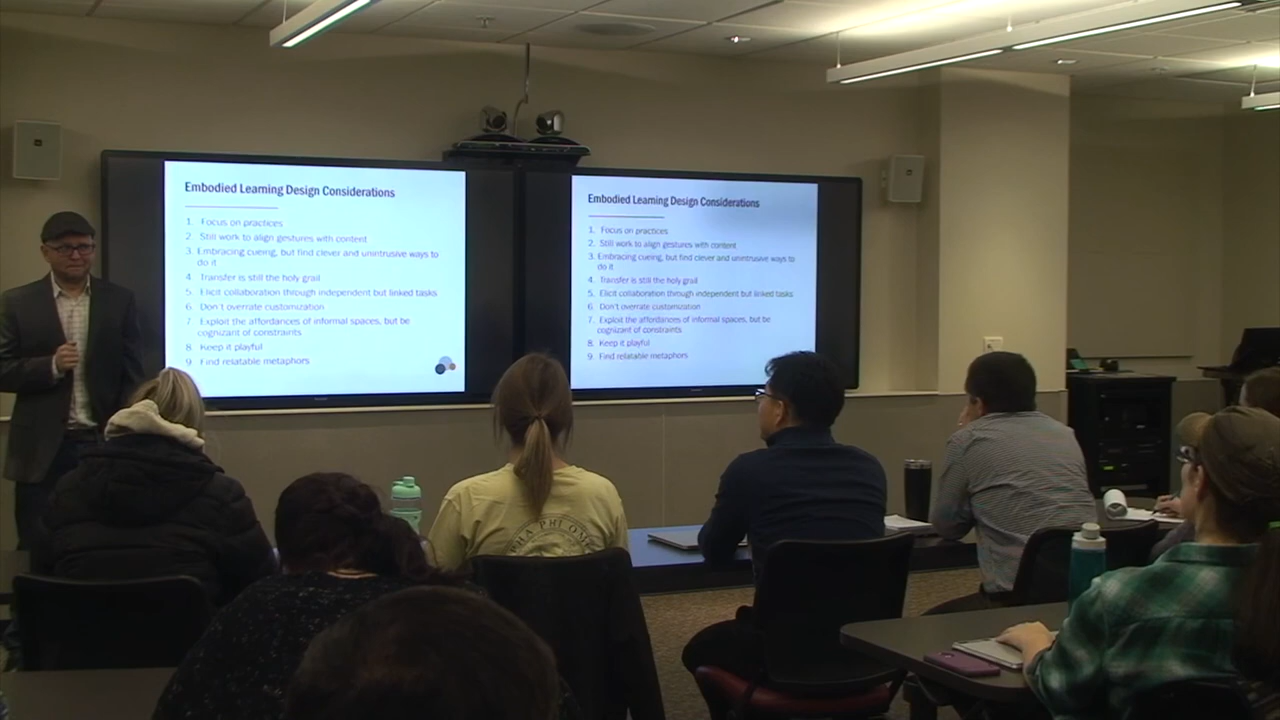 Embodied Learning Design Considerations
1. Focus on practices
2. Still work to align gestures with content
3. Embracing cueing, but find clever and unintrusive ways to
do it
4. Transfer is still the holy grail
5. Elicit collaboration through independent but linked tasks
6. Don't overrate customization
7. Exploit the affordances of informal spaces, but be
cognizant of constraints
8. Keep it playful
9. Find relatable metaphors
Embodied Learning Design Considerations
1. Focus on practices
2. Still work to align gestures with content
3. Embracing cueing, but find clever and unintrusive ways to
do it
4. Transfer is still the holy grail
5. Elicit collaboration through independent but linked tasks
6. Don't overrate customization
7. Exploit the affordances of informal spaces, but be
cognizant of constraints
8. Keep it playful
9. Find relatable metaphors
PHI